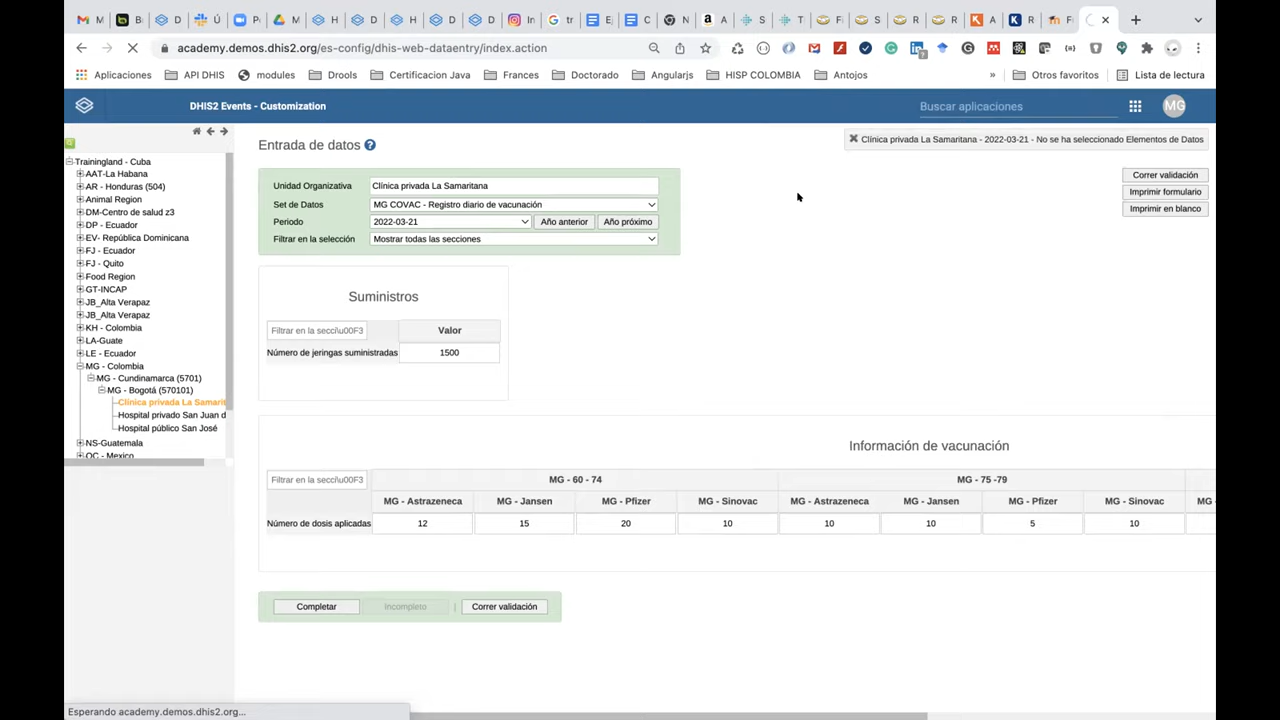 M
Bi
D
Sl
Pe
M
H
D
H
D
D
In
tr
Ej
C
N
A
S
T
Fi
S
R
R
A
R
Fi
academy.demos.dhis2.org/es-config/dhis-web-dataentry/index.action
Aplicaciones API DHIS modules Drools Certificacion Java Frances Doctorado Angularjs HISP COLOMBIA Antojos » Otros favoritos Lista de lectura
DHIS2 Events - Customization Buscar aplicaciones MG
Trainingland - Cuba
AAT-La Habana
AR - Honduras (504)
Animal Region
DM-Centro de salud z3
DP - Ecuador
EV- República Dominicana
FJ - Ecuador
FJ - Quito
Food Region
GT-INCAP
JB_Alta Verapaz
JB_Alta Verapaz
KH - Colombia
LA-Guate
LE - Ecuador
MG - Colombia
MG - Cundinamarca (5701)
MG - Bogotá (570101)
Clínica privada La Samarit
Hospital privado San Juan d
Hospital público San José
NS-Guatemala
OC - Mexico
Entrada de datos ?
Clínica privada La Samaritana - 2022-03-21 - No se ha seleccionado Elementos de Datos
Unidad Organizativa Clínica privada La Samaritana
Set de Datos MG COVAC - Registro diario de vacunación
Periodo 2022-03-21 Año anterior Año próximo
Filtrar en la selección Mostrar todas las secciones
Correr validación
Imprimir formulario
Imprimir en blanco
Suministros
Filtrar en la secci\u00F3 Valor
Número de jeringas suministradas 1500
Información de vacunación
Filtrar en la secci\u00F3 MG - 60 - 74 MG - 75 -79
MG - Astrazeneca MG - Jansen MG - Pfizer MG - Sinovac MG - Astrazeneca MG - Jansen MG - Pfizer MG - Sinovac MG -
Número de dosis aplicadas 12 15 20 10 10 10 5 10
Completar Incompleto | Correr validación
Esperando academy.demos.dhis2.org...